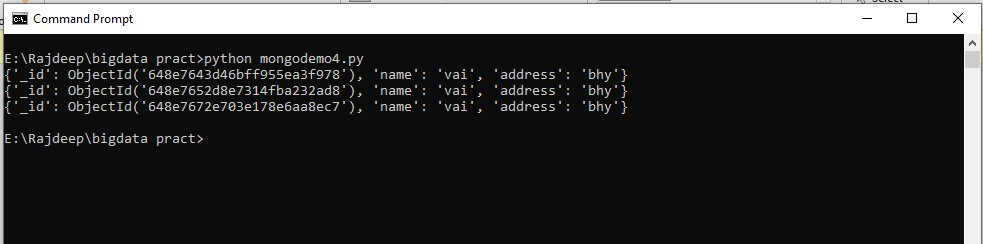 Select
Command Prompt
E:\Rajdeep\bigdata pract>python mongodemo4.py
{'_id': ObjectId('648e7643d46bff955ea3f978'), 'name': 'vai', 'address': 'bhy'}
{'_id': ObjectId('648e7652d8e7314fba232ad8'), 'name': 'vai', 'address': 'bhy'}
{'_id': ObjectId('648e7672e703e178e6aa8ec7'), 'name': 'vai', 'address': 'bhy'}
E:\Rajdeep\bigdata pract>